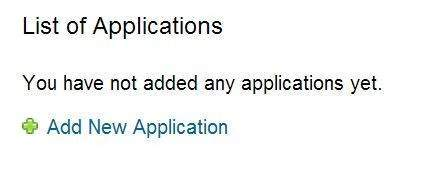 List of Applications
You have not added any applications yet.
Add New Application